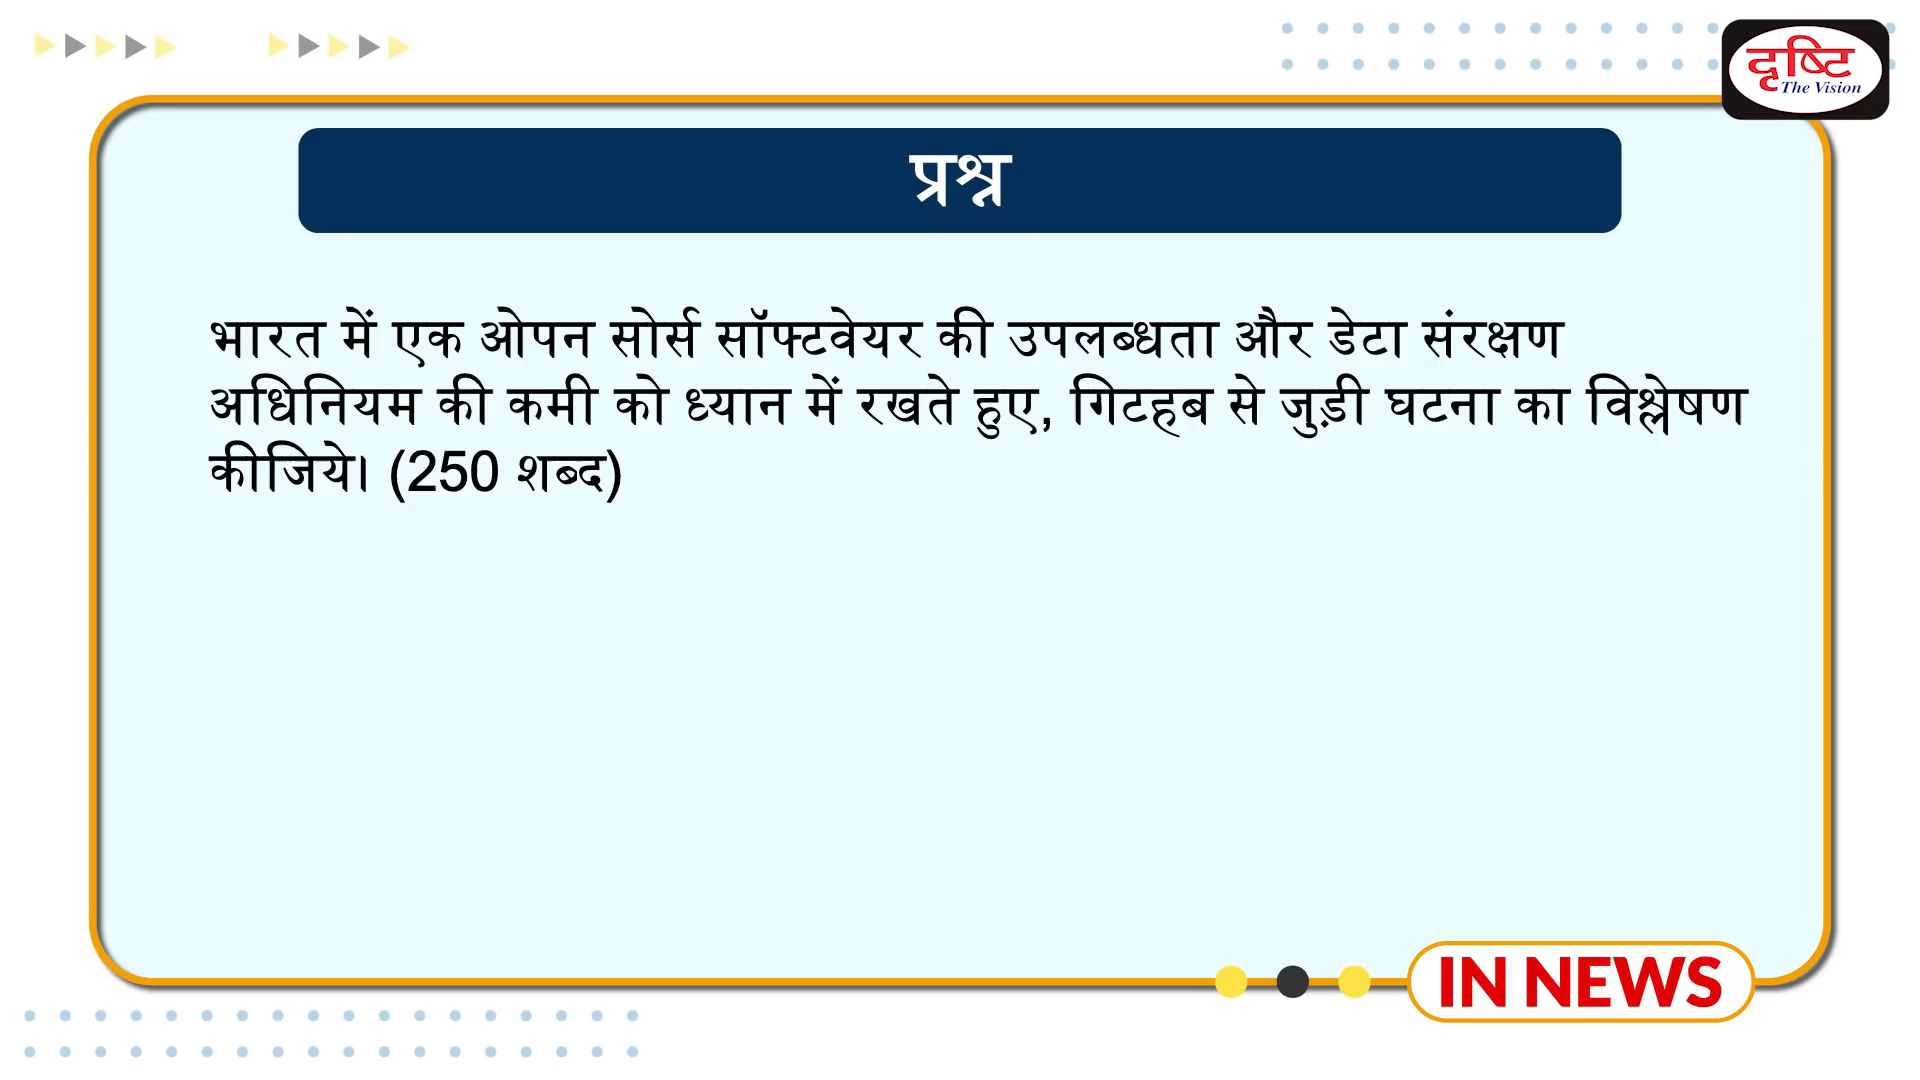 दृष्टि
The Vision
प्रश्न
भारत में एक ओपन सोर्स सॉफ्टवेयर की उपलब्धता और डेटा संरक्षण
अधिनियम की कमी को ध्यान में रखते हुए, गिटहब से जुड़ी घटना का विश्लेषण
कीजिये। (250 शब्द)
IN NEWS